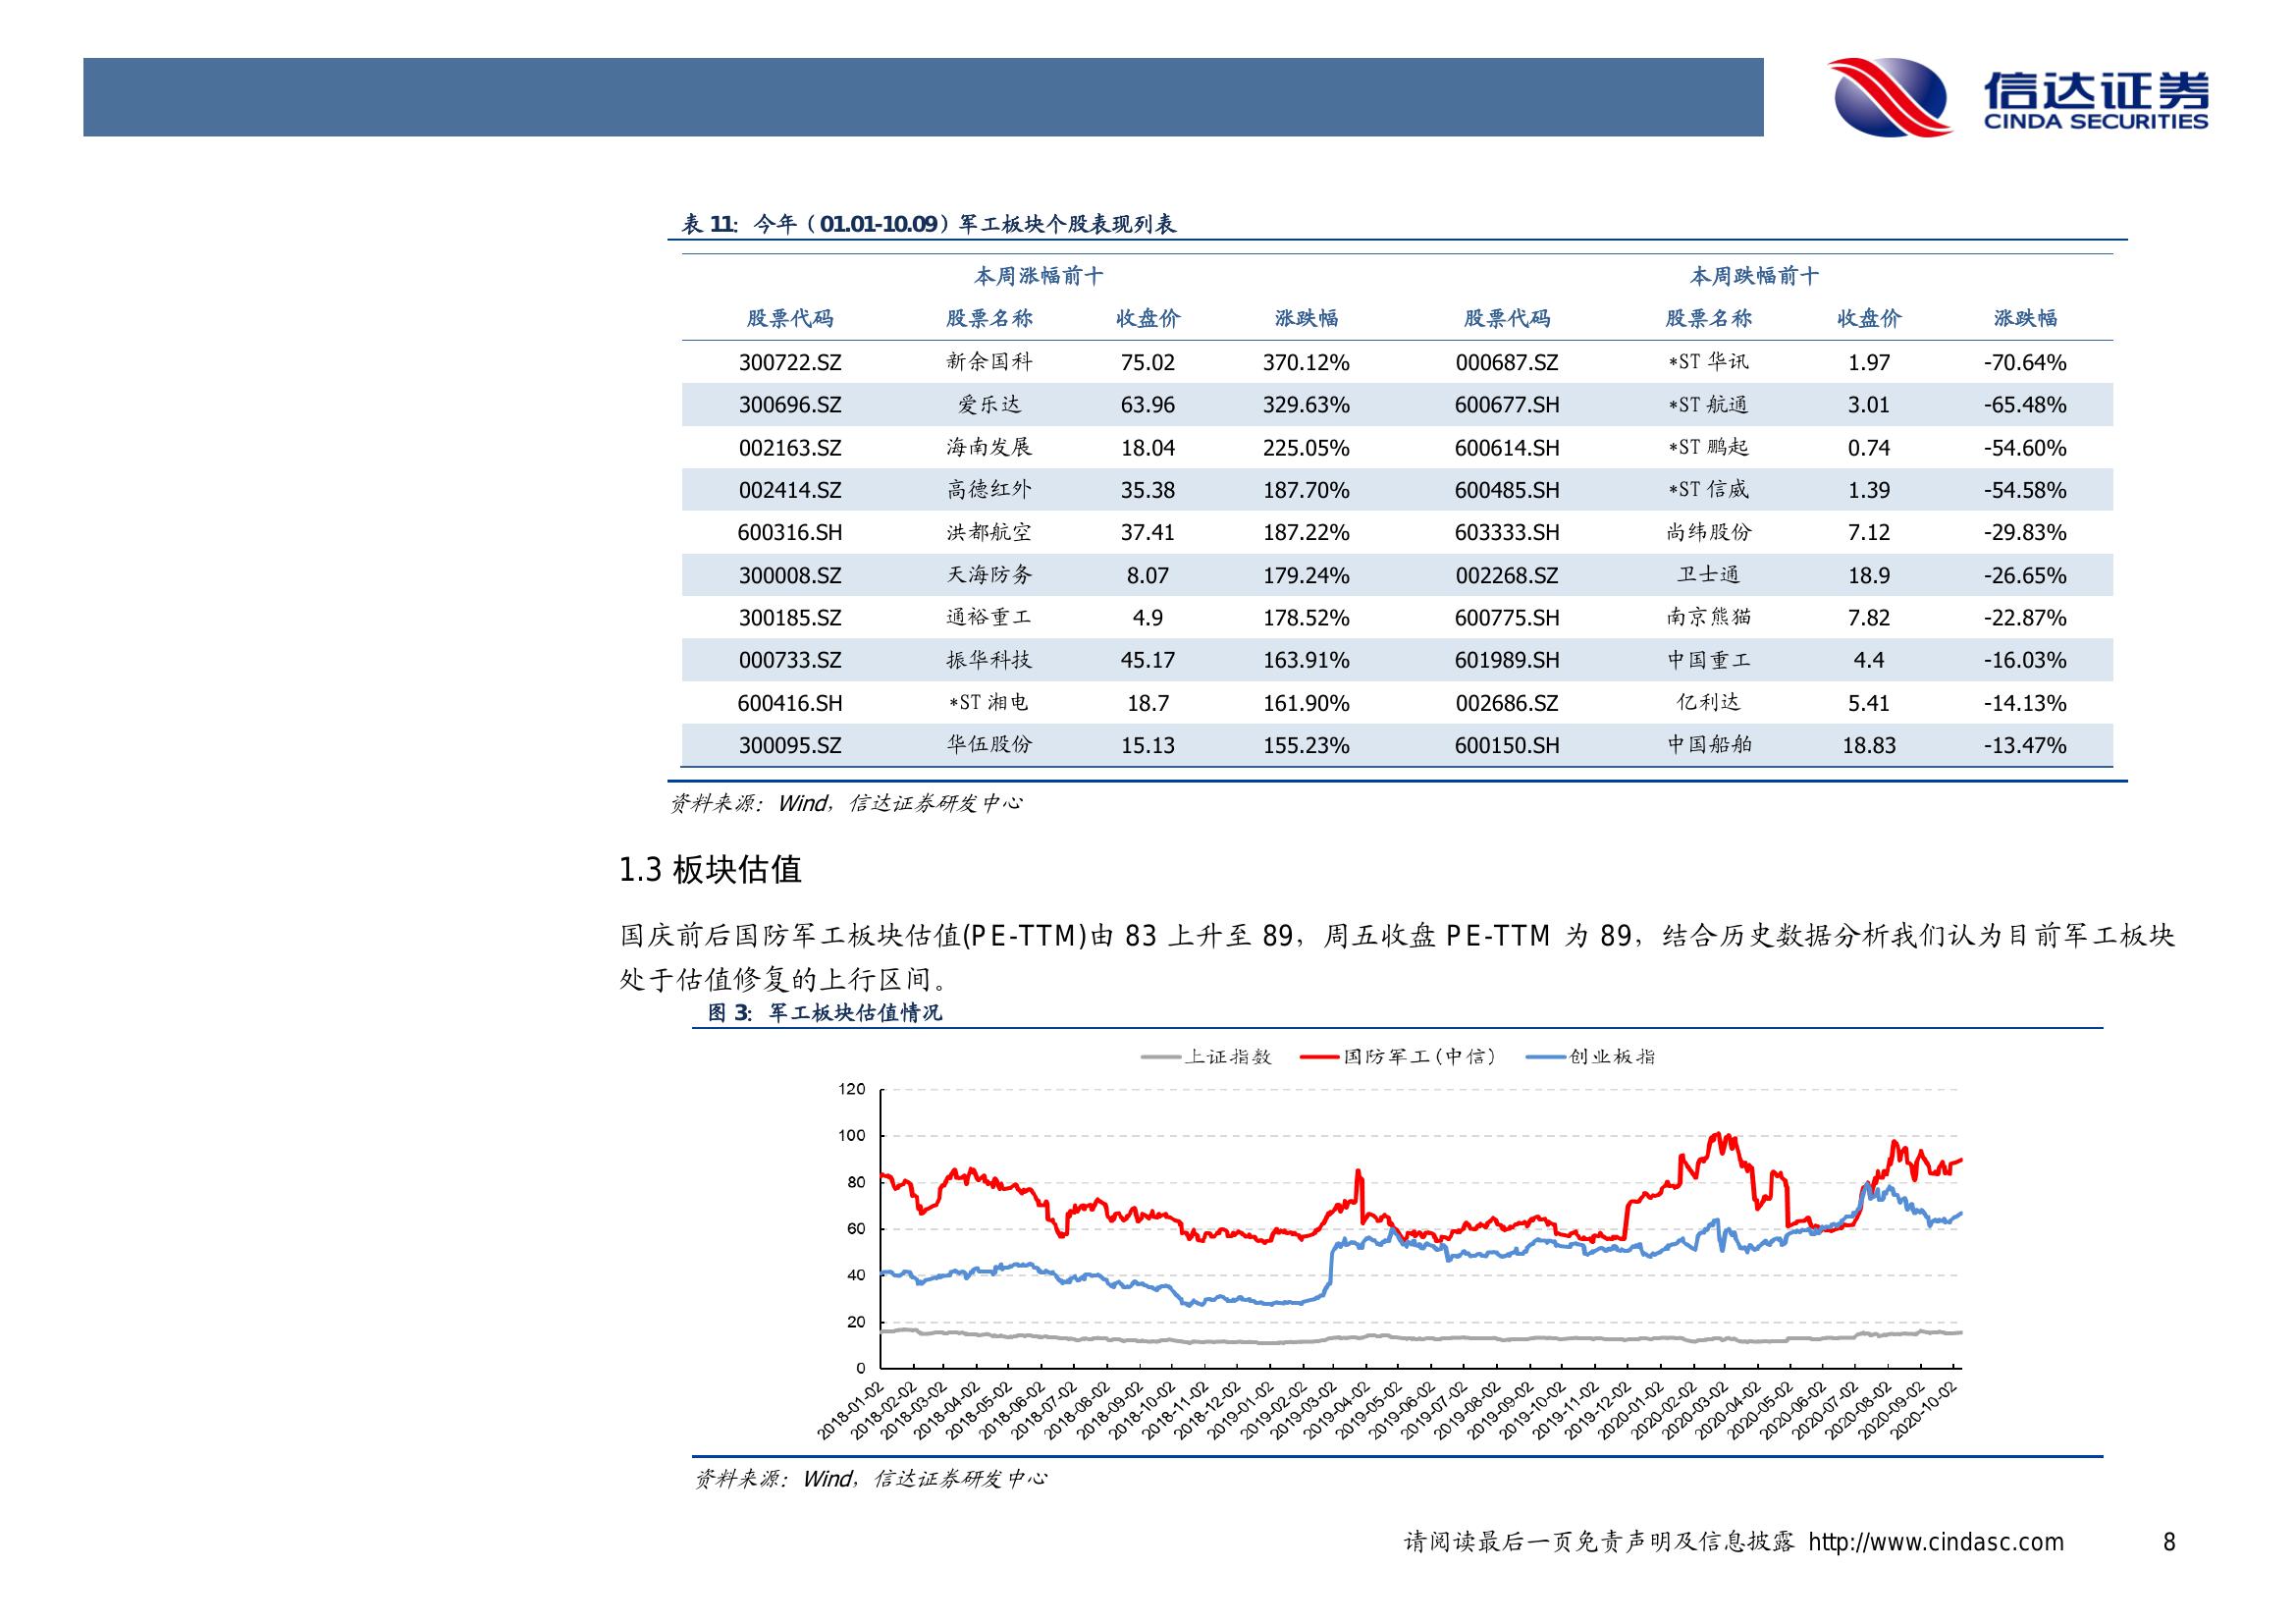 信达证券
CINDA SECURITIES
表 11：今年（01.01-10.09）军工板块个股表现列表
本周涨幅前十 本周跌幅前十
股票代码 股票名称 收盘价 涨跌幅 股票代码 股票名称 收盘价 涨跌幅
300722.SZ 新余国科 75.02 370.12% 000687.SZ *ST 华讯 1.97 -70.64%
300696.SZ 爱乐达 63.96 329.63% 600677.SH *ST 航通 3.01 -65.48%
002163.SZ 海南发展 18.04 225.05% 600614.SH *ST 鹏起 0.74 -54.60%
002414.SZ 高德红外 35.38 187.70% 600485.SH *ST 信威 1.39 -54.58%
600316.SH 洪都航空 37.41 187.22% 603333.SH 尚纬股份 7.12 -29.83%
300008.SZ 天海防务 8.07 179.24% 002268.SZ 卫士通 18.9 -26.65%
300185.SZ 通裕重工 4.9 178.52% 600775.SH 南京熊猫 7.82 -22.87%
000733.SZ 振华科技 45.17 163.91% 601989.SH 中国重工 4.4 -16.03%
600416.SH *ST 湘电 18.7 161.90% 002686.SZ 亿利达 5.41 -14.13%
300095.SZ 华伍股份 15.13 155.23% 600150.SH 中国船舶 18.83 -13.47%
资料来源：Wind，信达证券研发中心
1.3 板块估值
国庆前后国防军工板块估值(PE-TTM)由 83 上升至 89，周五收盘 PE-TTM 为 89，结合历史数据分析我们认为目前军工板块
处于估值修复的上行区间。
图 3：军工板块估值情况
上证指数 国防军工(中信) 创业板指
120
100
80
60
40
20
0
2018-01-02 2018-02-02 2018-03-02 2018-04-02 2018-05-02 2018-06-02 2018-07-02 2018-08-02 2018-09-02 2018-10-02 2018-11-02 2018-12-02 2019-01-02 2019-02-02 2019-03-02 2019-04-02 2019-05-02 2019-06-02 2019-07-02 2019-08-02 2019-09-02 2019-10-02 2019-11-02 2019-12-02 2020-01-02 2020-02-02 2020-03-02 2020-04-02 2020-05-02 2020-06-02 2020-07-02 2020-08-02 2020-09-02 2020-10-02
资料来源：Wind，信达证券研发中心
请阅读最后一页免责声明及信息披露 http://www.cindasc.com 8